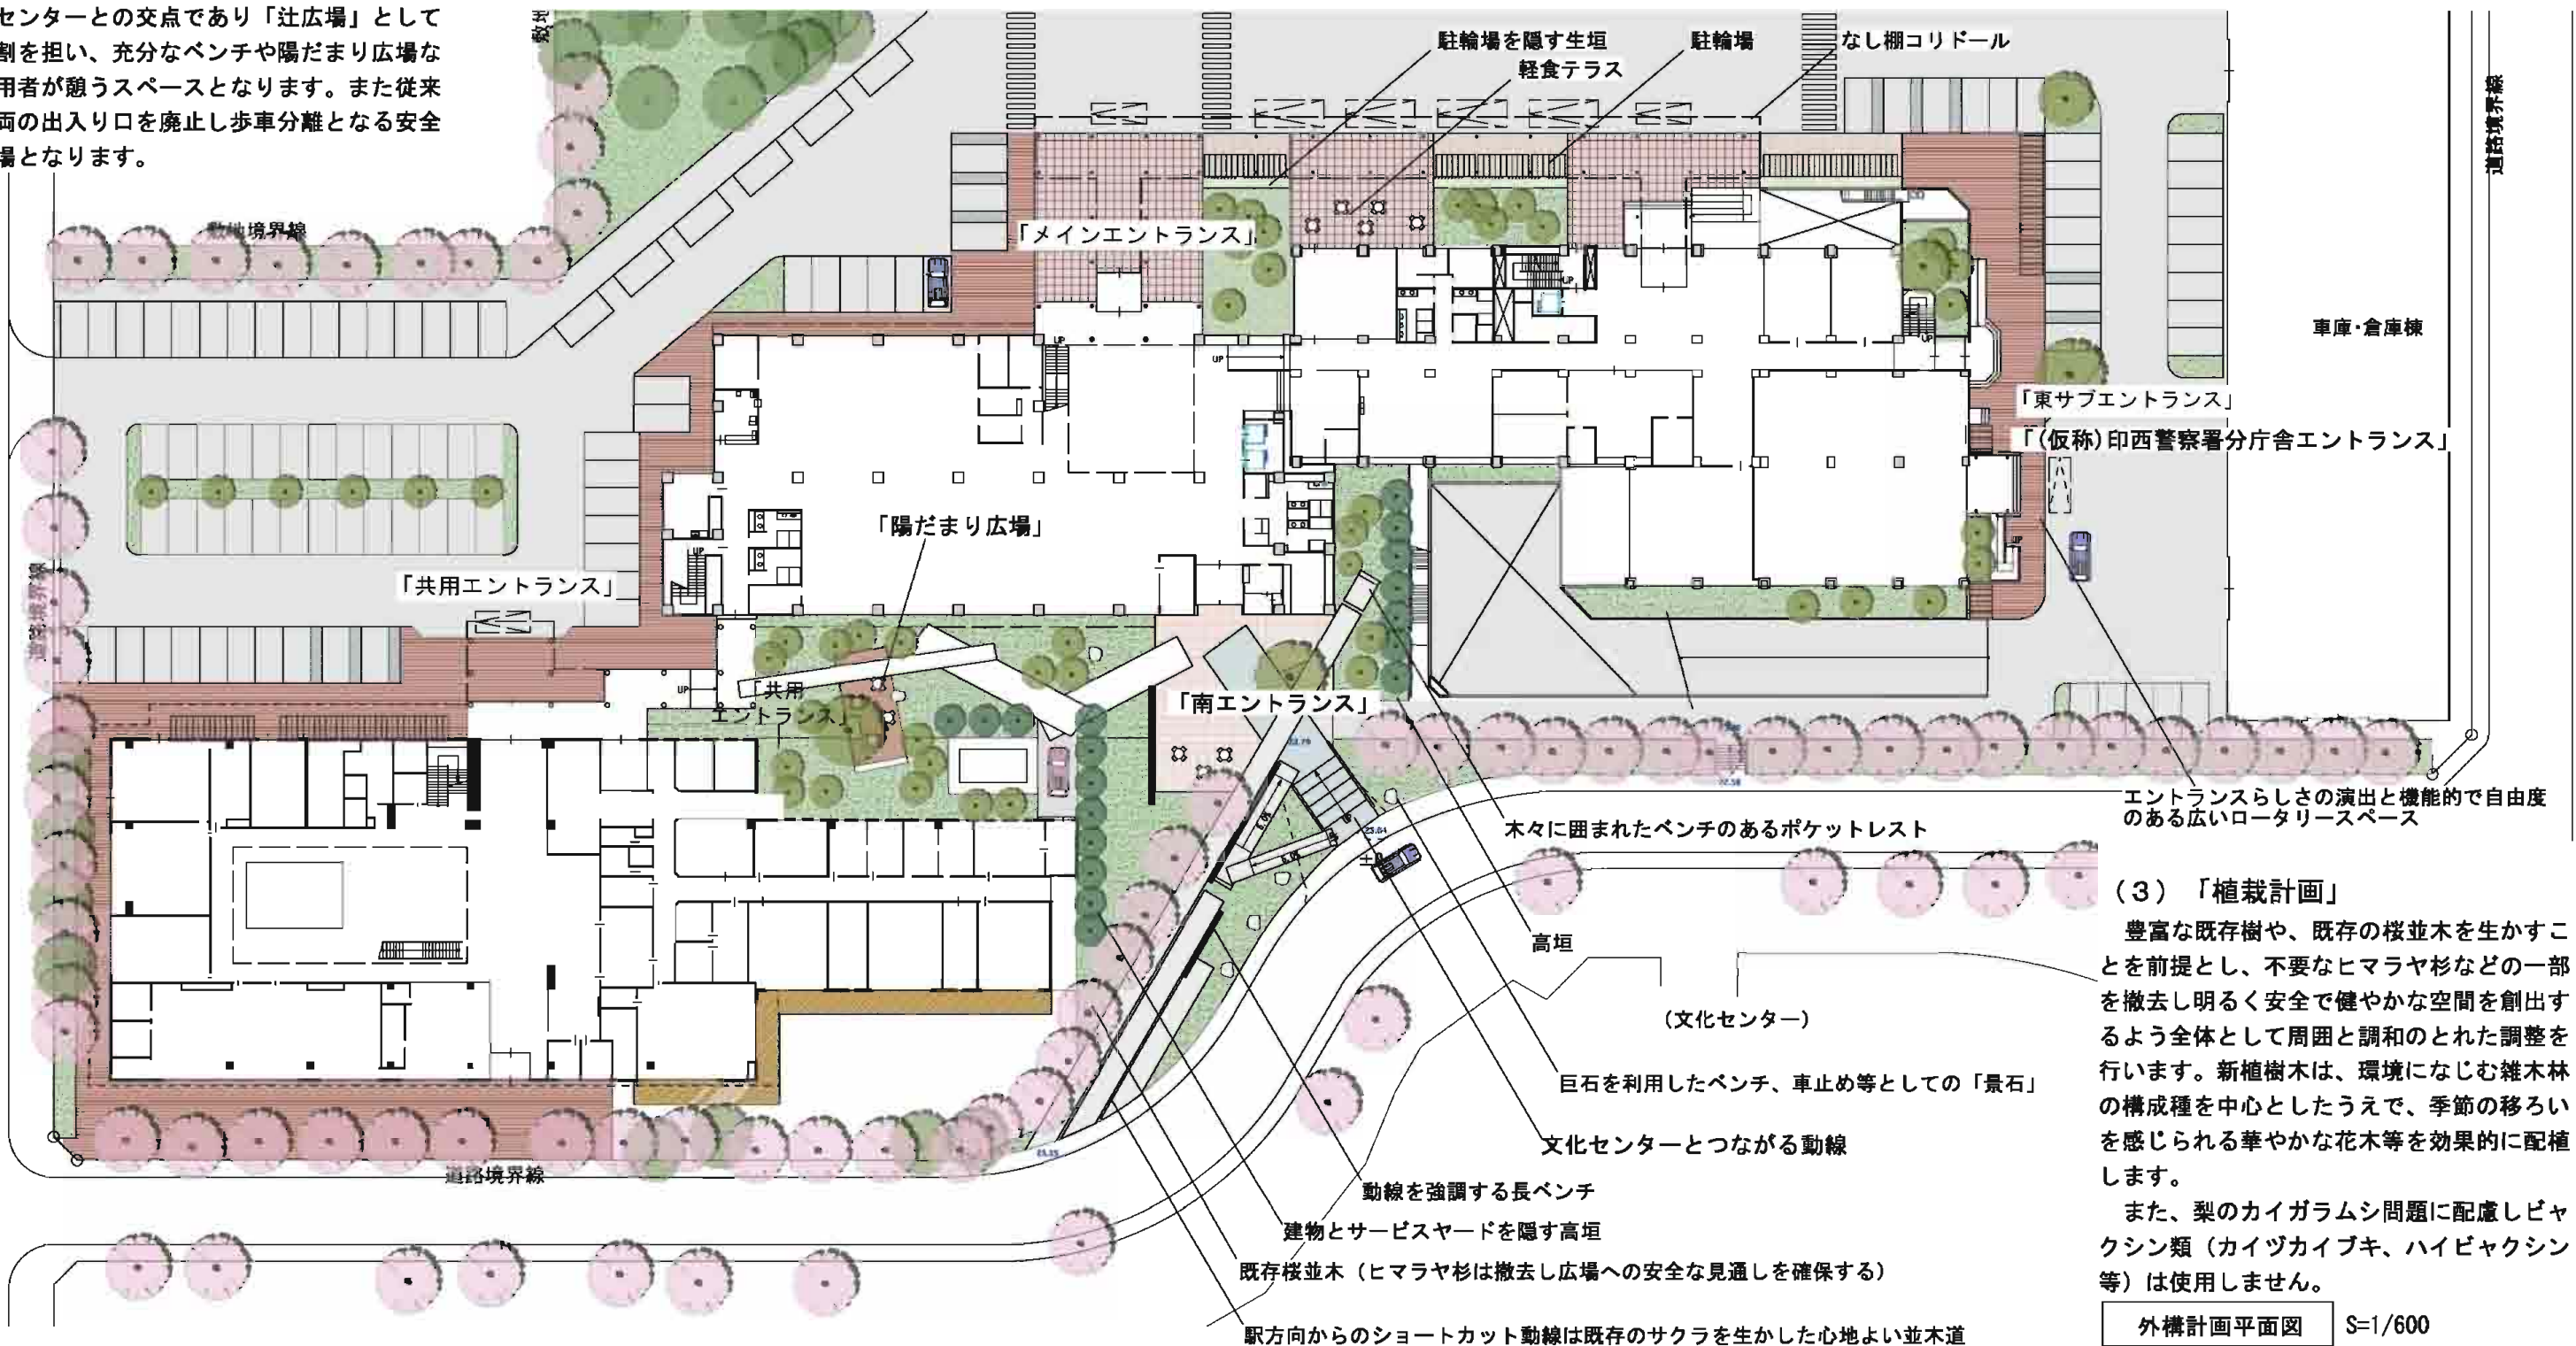 センターとの交点であり「辻広場」として
割を担い、充分なベンチや陽だまり広場な
用者が憩うスペースとなります。また従来
両の出入り口を廃止し歩車分離となる安全
場となります。
敷地
駐輪場を隠す生垣
駐輪場
なし棚コリドール
軽食テラス
道路境界線
敷地境界線
「メインエントランス」
車庫・倉庫棟
UP
UP
UP
UP
「東サブエントランス」
「(仮称)印西警察署分庁舎エントランス」
「陽だまり広場」
UP
UP
「共用エントランス」
道路境界線
UP
「共用
エントランス」
「南エントランス」
22.58
エントランスらしさの演出と機能的で自由度
のある広いロータリースペース
木々に囲まれたベンチのあるポケットレスト
UP
23.04
(3)「植栽計画」
豊富な既存樹や、既存の桜並木を生かすこ
とを前提とし、不要なヒマラヤ杉などの一部
を撤去し明るく安全で健やかな空間を創出す
るよう全体として周囲と調和のとれた調整を
行います。新植樹木は、環境になじむ雑木林
の構成種を中心としたうえで、季節の移ろい
を感じられる華やかな花木等を効果的に配植
します。
また、梨のカイガラムシ問題に配慮しビャ
クシン類（カイヅカイブキ、ハイビャクシン
等）は使用しません。
高垣
(文化センター)
巨石を利用したベンチ、車止め等としての「景石」
文化センターとつながる動線
道路境界線
動線を強調する長ベンチ
建物とサービスヤードを隠す高垣
既存桜並木（ヒマラヤ杉は撤去し広場への安全な見通しを確保する）
駅方向からのショートカット動線は既存のサクラを生かした心地よい並木道
外構計画平面図 S=1/600